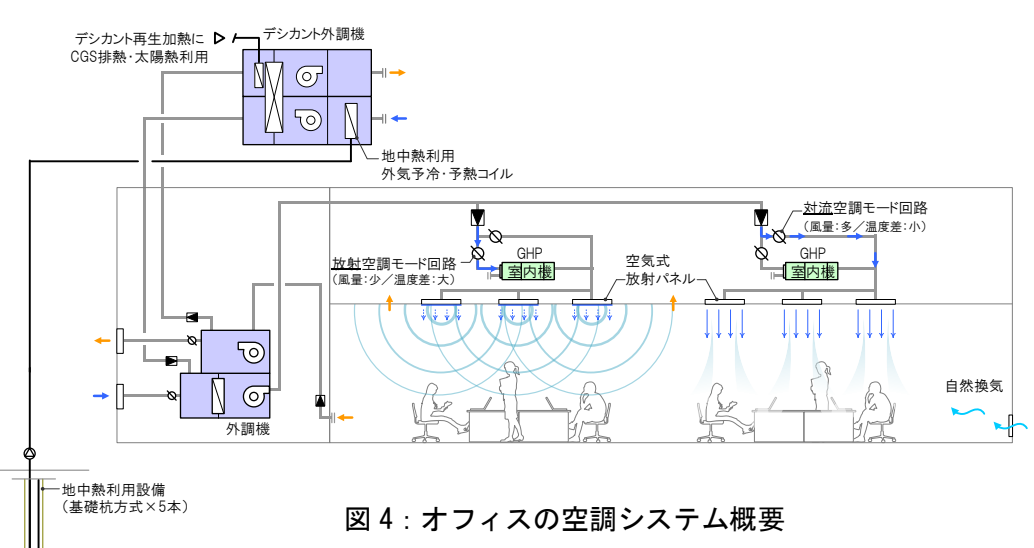 デシカント再生加熱に
CGS排熱・太陽熱利用
デシカント外調機
地中熱利用
外気予冷・予熱コイル
対流空調モード回路
(風量:多/温度差:小)
放射空調モード回路
(風量:少/温度差:大)
GHP
室内機
空気式
放射パネル
GHP
室内機
自然換気
外調機
地中熱利用設備
(基礎杭方式×5本)
図4:オフィスの空調システム概要